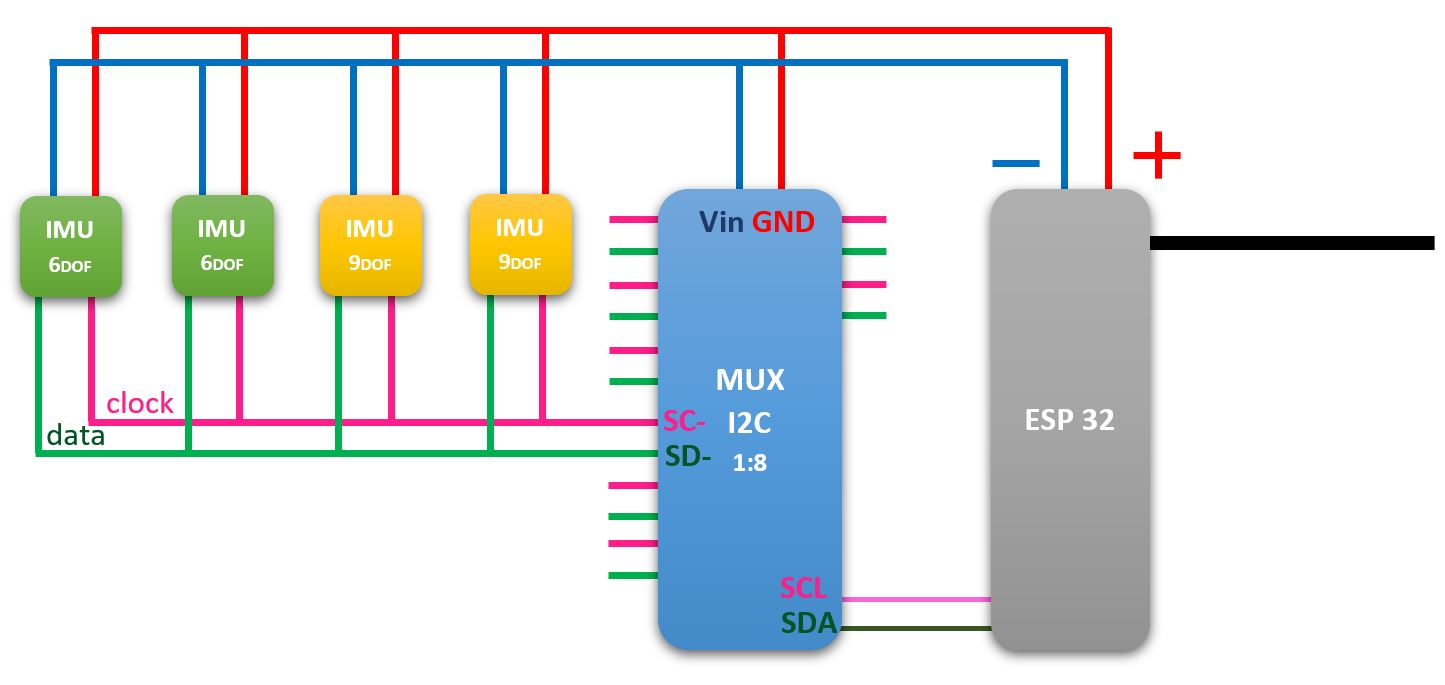 − +
IMU
6DOF
IMU
6DOF
IMU
9DOF
IMU
9DOF
Vin GND
MUX
I2C
1:8
SC-
SD-
clock
data
SCL
SDA
ESP 32